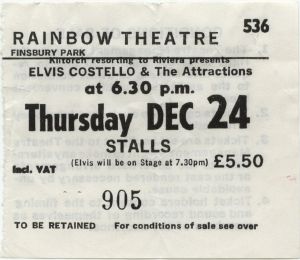 536
RAINBOW THEATRE
FINSBURY PARK
Kiltorch resorting to Riviera presents
ELVIS COSTELLO & The Attractions
at 6.30 p.m.
Thursday DEC 24
STALLS
(Elvis will be on Stage at 7.30pm) £5.50
Incl. VAT
905
TO BE RETAINED For conditions of sale see over